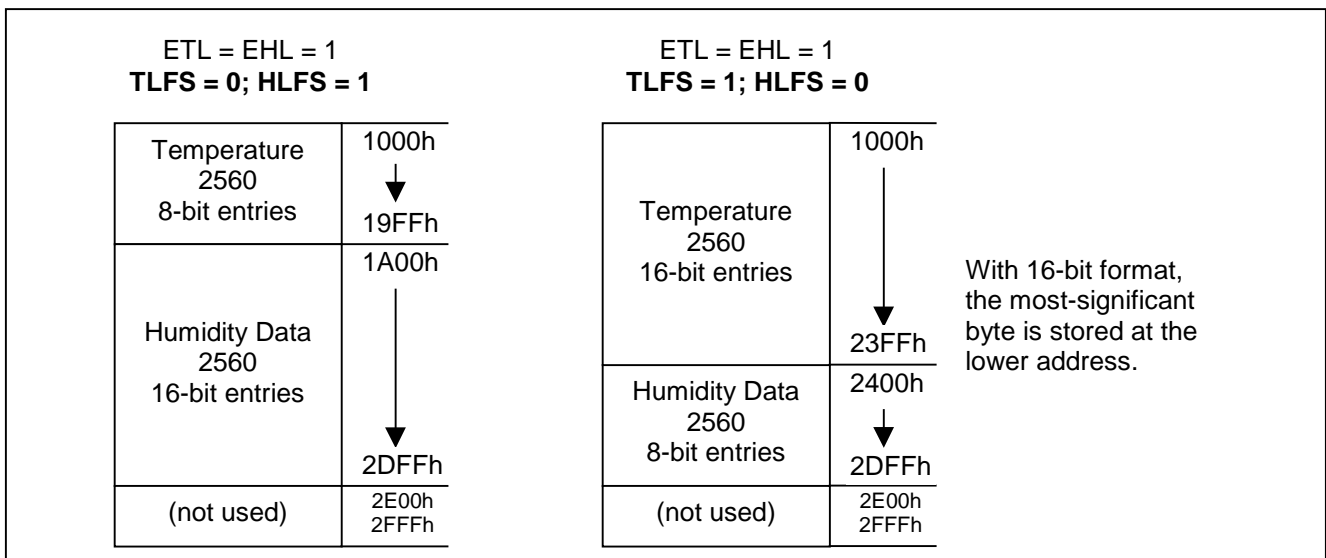 ETL = EHL = 1
TLFS = 0; HLFS = 1
Temperature
2560
8-bit entries
1000h
19FFh
Humidity Data
2560
16-bit entries
1A00h
2DFFh
(not used)
2E00h
2FFFh
ETL = EHL = 1
TLFS = 1; HLFS = 0
Temperature
2560
16-bit entries
1000h
23FFh
Humidity Data
2560
8-bit entries
2400h
2DFFh
(not used)
2E00h
2FFFh
With 16-bit format,
the most-significant
byte is stored at the
lower address.